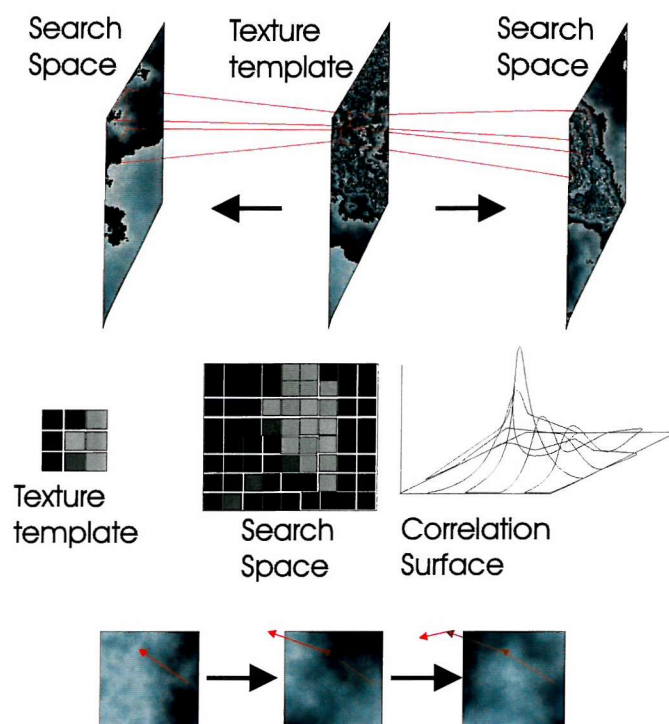 Search
Space
Texture
template
Search
Space
Texture
template
Search
Space
Correlation
Surface